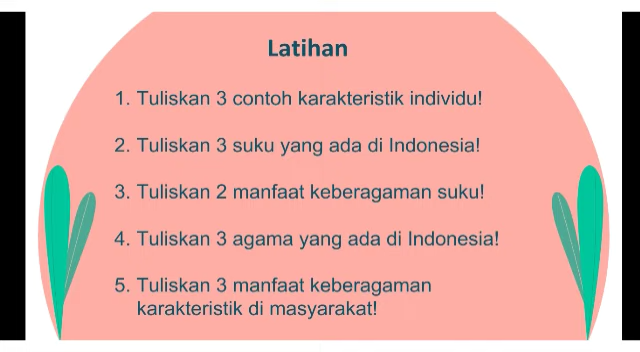 Latihan
1. Tuliskan 3 contoh karakteristik individu!
2. Tuliskan 3 suku yang ada di Indonesia!
3. Tuliskan 2 manfaat keberagaman suku!
4. Tuliskan 3 agama yang ada di Indonesia!
5. Tuliskan 3 manfaat keberagaman
karakteristik di masyarakat!